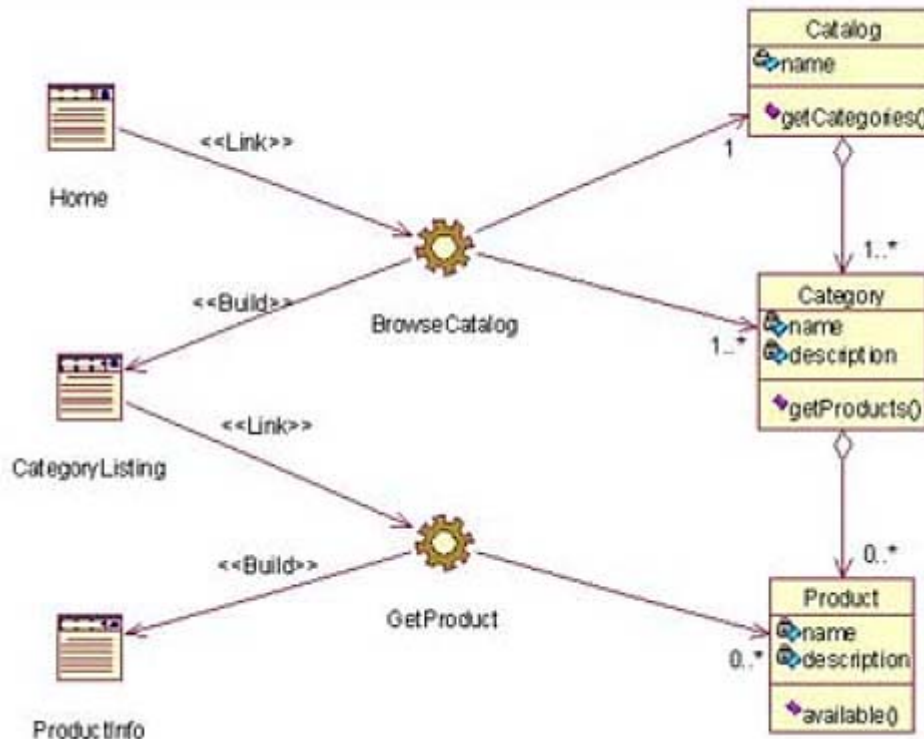 Catalog
name
getCategories()
<<Link>>
1
Home
1..*
<<Build>>
BrowseCatalog
1..*
Category
name
description
getProducts()
<<Link>>
CategoryListing
<<Build>>
0..*
GetProduct
Product
name
description
0..*
available()
ProductInfo